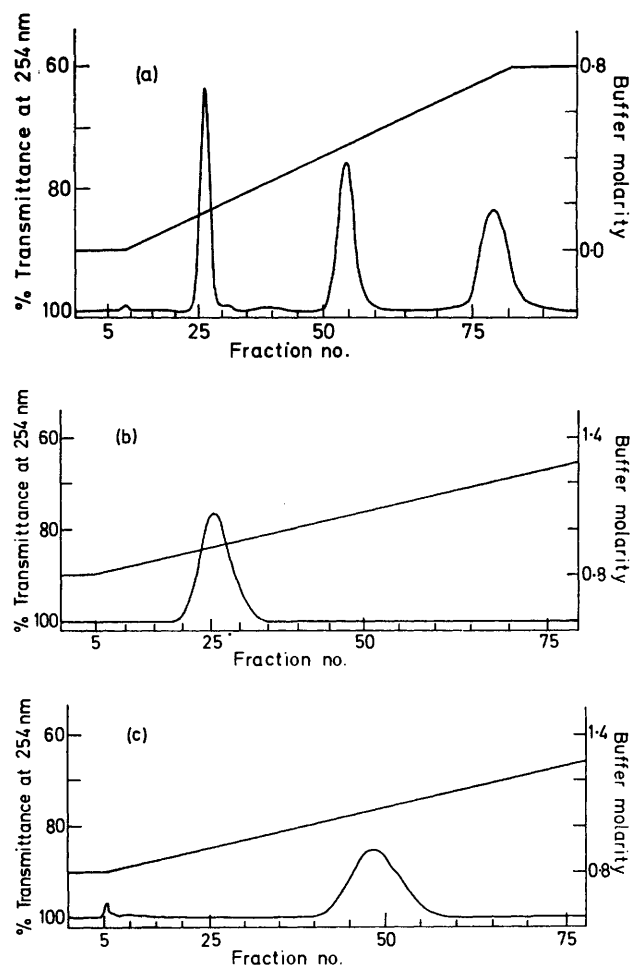 (a)
% Transmittance at 254 nm
60
80
100
0·8
0·0
Buffer molarity
5 25 50 75
Fraction no.
(b)
% Transmittance at 254 nm
60
80
100
1·4
0·8
Buffer molarity
5 25 50 75
Fraction no.
(c)
% Transmittance at 254 nm
60
80
100
1·4
0·8
Buffer molarity
5 25 50 75
Fraction no.